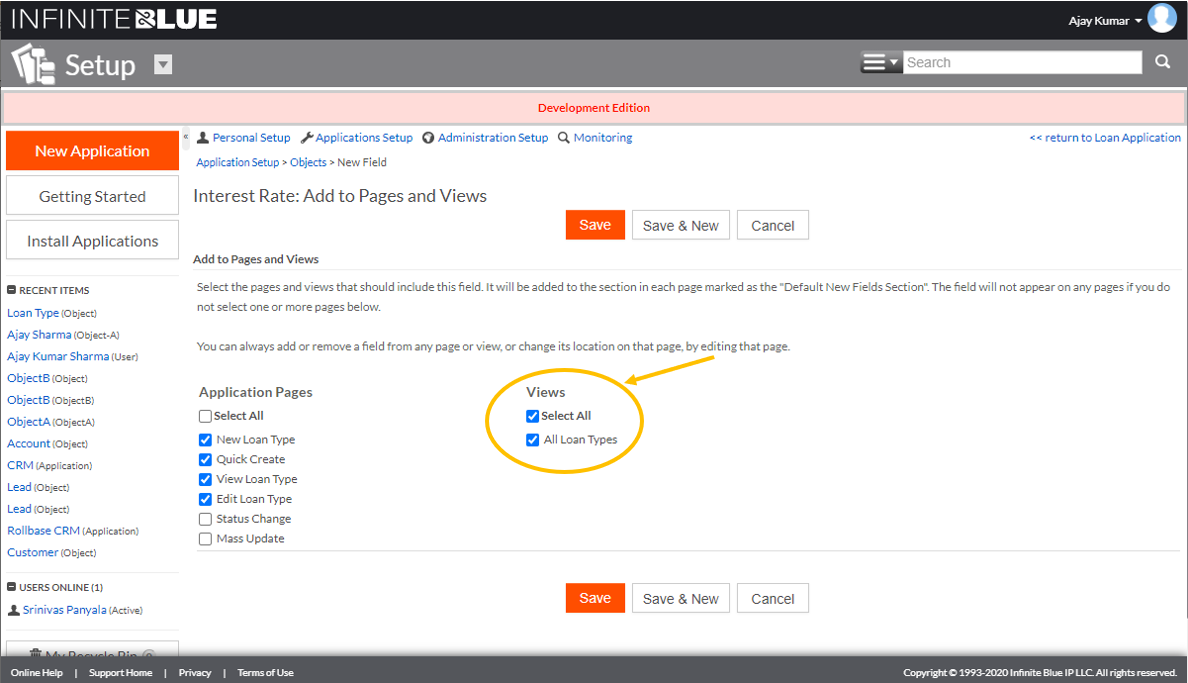 INFINITE BLUE
Ajay Kumar
Setup
Search
Development Edition
New Application
Getting Started
Install Applications
«
Personal Setup Applications Setup Administration Setup Monitoring
<< return to Loan Application
Application Setup > Objects > New Field
Interest Rate: Add to Pages and Views
Save Save & New Cancel
Add to Pages and Views
Select the pages and views that should include this field. It will be added to the section in each page marked as the "Default New Fields Section". The field will not appear on any pages if you do
not select one or more pages below.
You can always add or remove a field from any page or view, or change its location on that page, by editing that page.
Application Pages
Select All
New Loan Type
Quick Create
View Loan Type
Edit Loan Type
Status Change
Mass Update
Views
Select All
All Loan Types
Save Save & New Cancel
RECENT ITEMS
Loan Type (Object)
Ajay Sharma (Object-A)
Ajay Kumar Sharma (User)
ObjectB (Object)
ObjectB (ObjectB)
ObjectA (ObjectA)
Account (Object)
CRM (Application)
Lead (Object)
Lead (Object)
Rollbase CRM (Application)
Customer (Object)
USERS ONLINE (1)
Srinivas Panyala (Active)
My Recycle Bin
Online Help | Support Home | Privacy | Terms of Use
Copyright © 1993-2020 Infinite Blue IP LLC. All rights reserved.